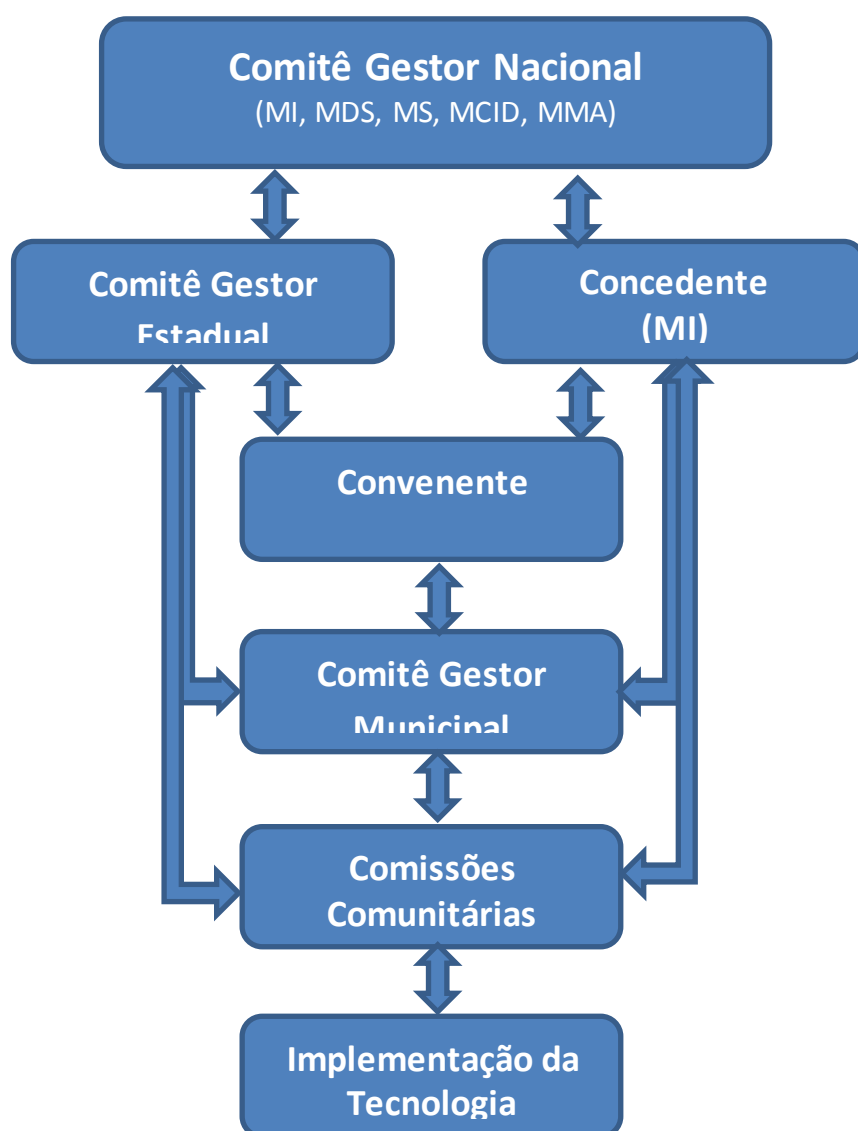 Comitê Gestor Nacional
(MI, MDS, MS, MCID, MMA)
Comitê Gestor
Estadual
Concedente
(MI)
Convenente
Comitê Gestor
Municipal
Comissões
Comunitárias
Implementação da
Tecnologia